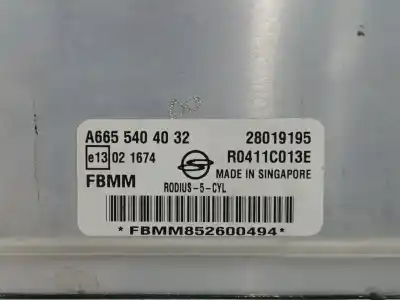 A665 540 40 32 28019195
e13 02 1674 R0411C013E
MADE IN SINGAPORE
FBMM RODIUS-5-CYL
* FBMM852600494 *